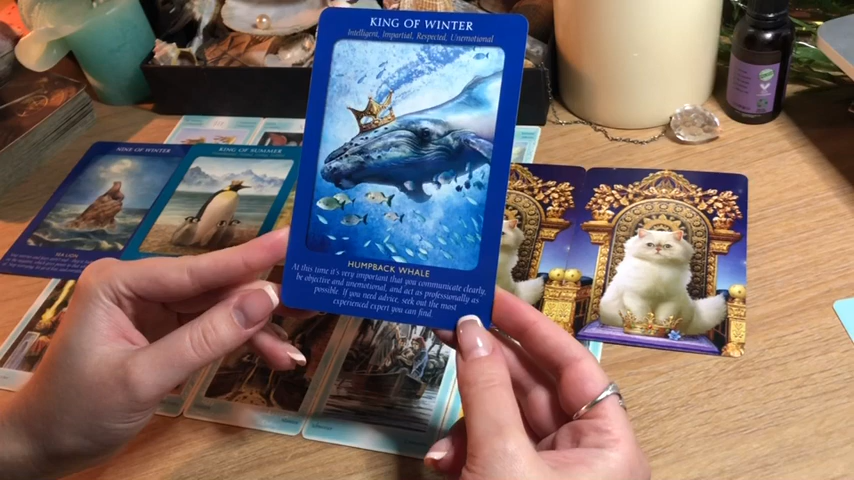 KING OF WINTER
Intelligent, Impartial, Respected, Unemotional
HUMPBACK WHALE
At this time it's very important that you communicate clearly,
be objective and unemotional, and act as professionally as
possible. If you need advice, seek out the most
experienced expert you can find.
NINE OF WINTER
SEA LION
KING OF SUMMER